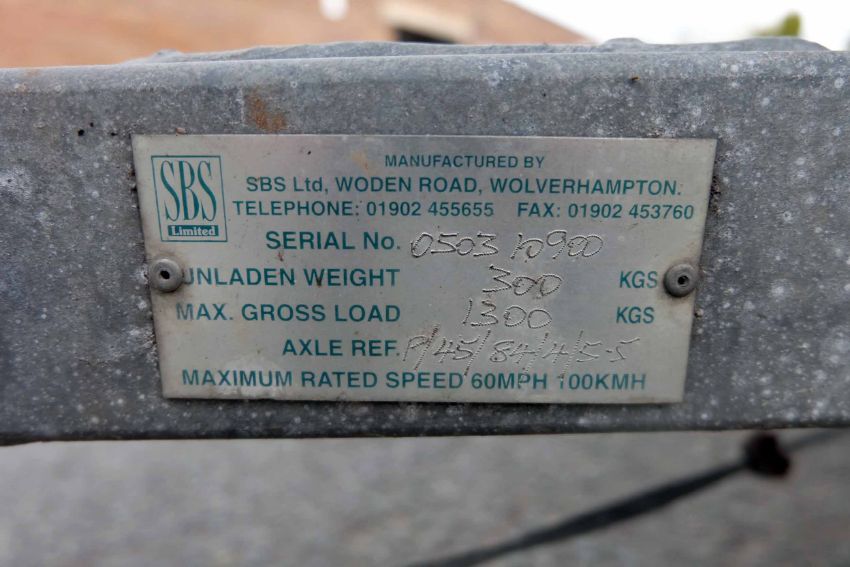 SBS
Limited
MANUFACTURED BY
SBS Ltd, WODEN ROAD, WOLVERHAMPTON.
TELEPHONE: 01902 455655 FAX: 01902 453760
SERIAL No. 0503 10900
UNLADEN WEIGHT 300 KGS
MAX. GROSS LOAD 1300 KGS
AXLE REF. P/45/84/4/5-5
MAXIMUM RATED SPEED 60MPH 100KMH